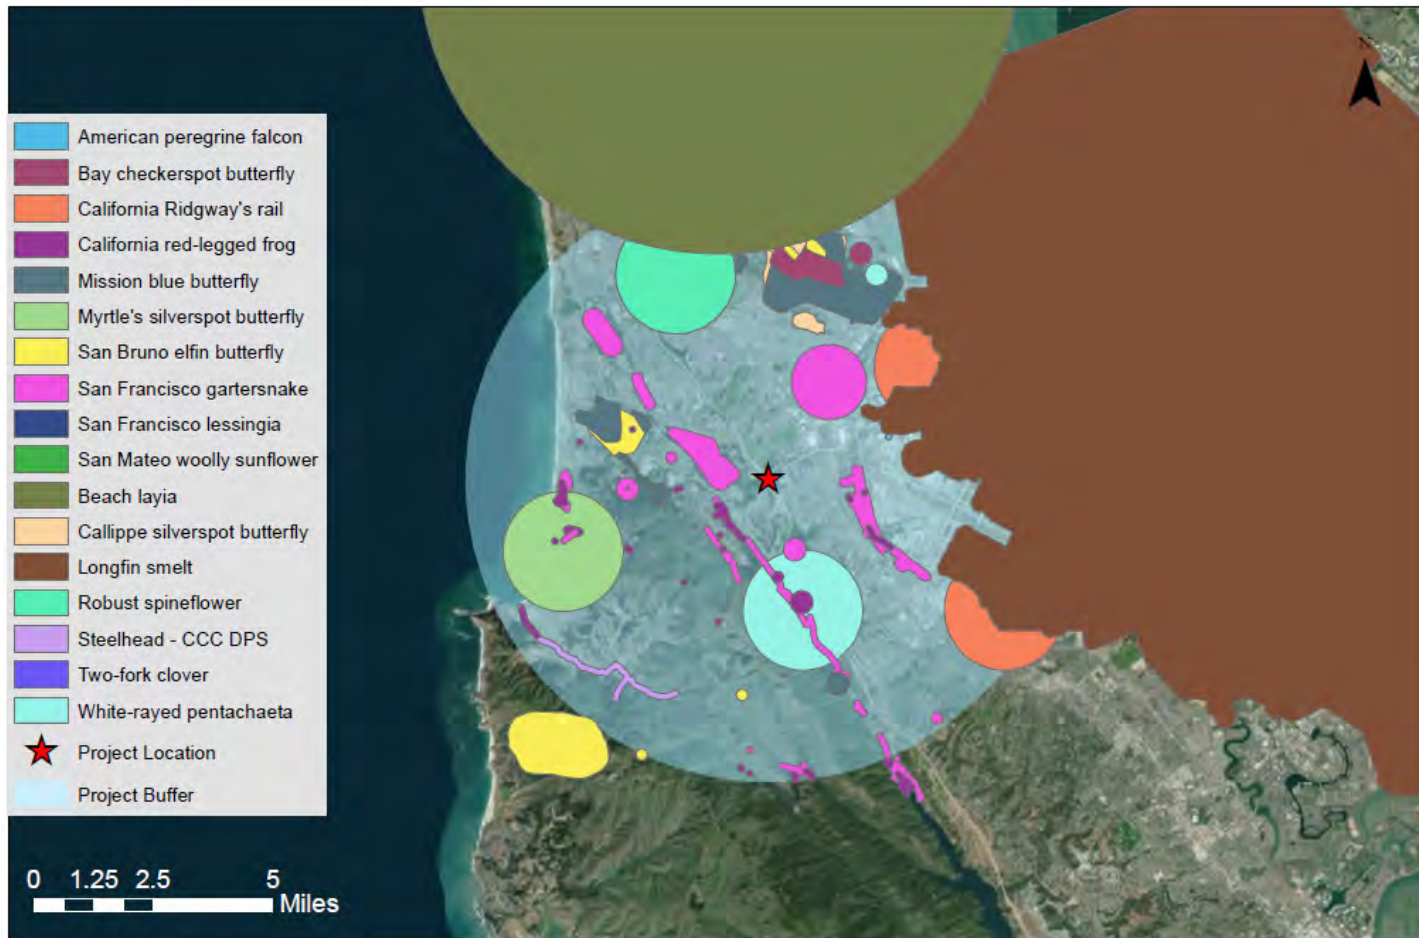 N
American peregrine falcon
Bay checkerspot butterfly
California Ridgway's rail
California red-legged frog
Mission blue butterfly
Myrtle's silverspot butterfly
San Bruno elfin butterfly
San Francisco gartersnake
San Francisco lessingia
San Mateo woolly sunflower
Beach layia
Callippe silverspot butterfly
Longfin smelt
Robust spineflower
Steelhead - CCC DPS
Two-fork clover
White-rayed pentachaeta
Project Location
Project Buffer
0 1.25 2.5 5
Miles